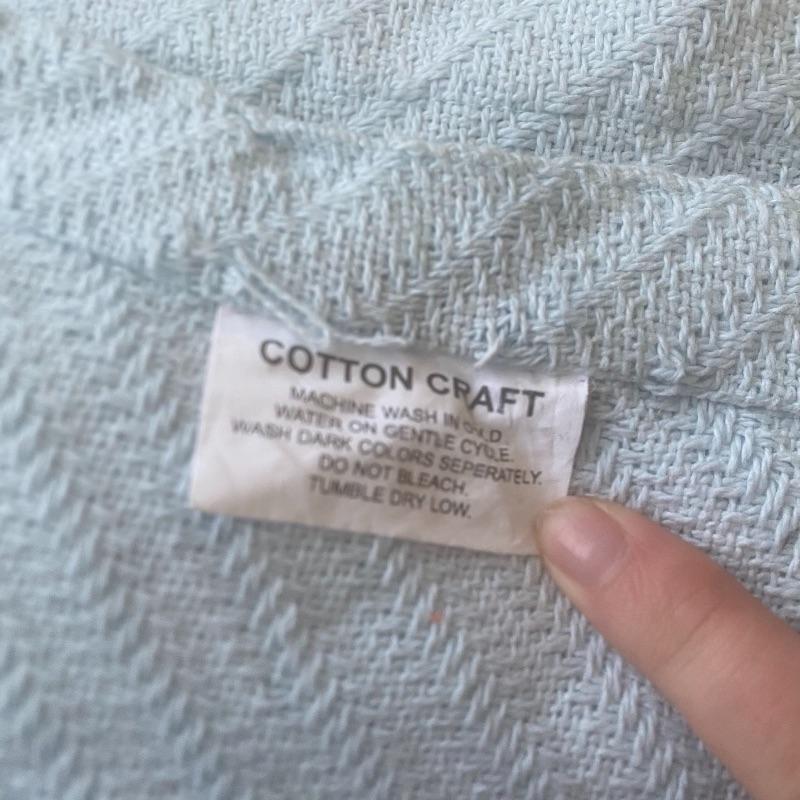 COTTON CRAFT
MACHINE WASH IN COLD
WATER ON GENTLE CYCLE.
WASH DARK COLORS SEPERATELY.
DO NOT BLEACH.
TUMBLE DRY LOW.